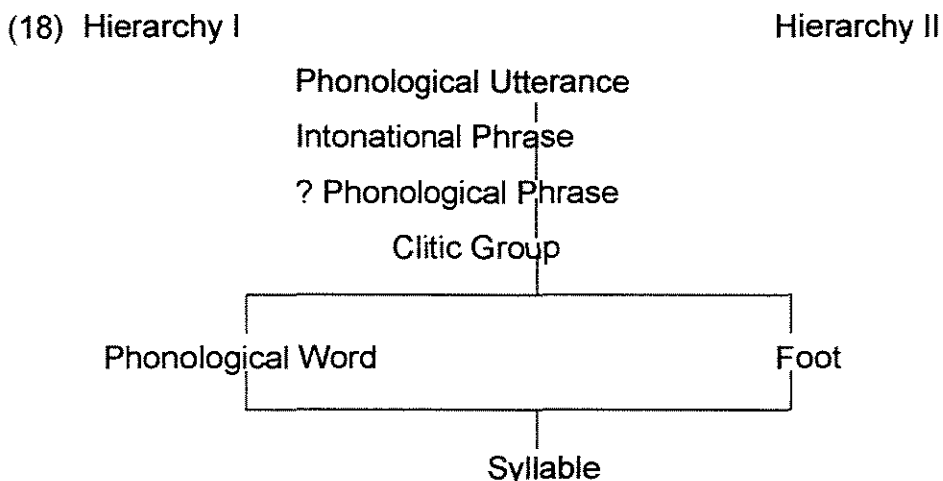 (18) Hierarchy I Hierarchy II
Phonological Utterance
Intonational Phrase
? Phonological Phrase
Clitic Group
Phonological Word Foot
Syllable